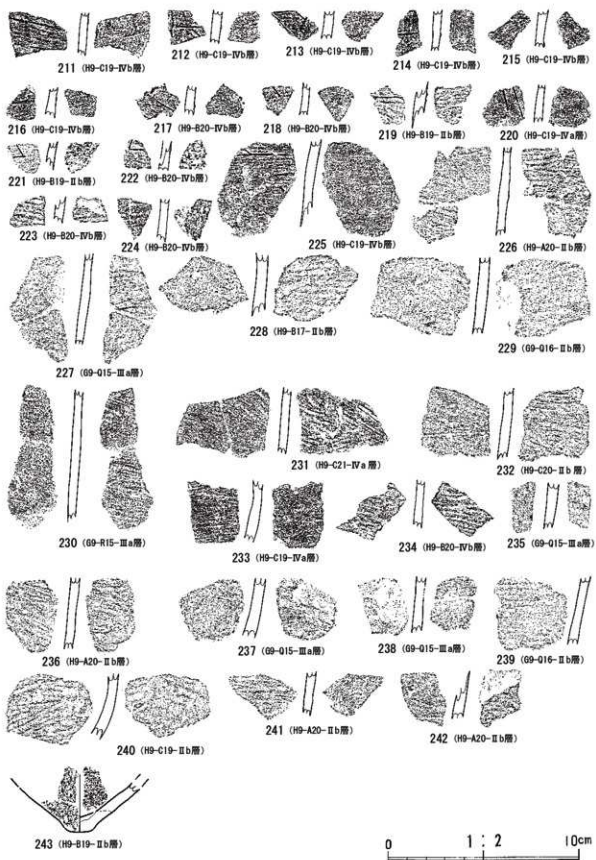 211 (H9-C19-Ⅳb層)
212 (H9-C19-Ⅳb層)
213 (H9-C19-Ⅳb層)
214 (H9-C19-Ⅳb層)
215 (H9-C19-Ⅳb層)
216 (H9-C19-Ⅳb層)
217 (H9-B20-Ⅳb層)
218 (H9-B20-Ⅳb層)
219 (H9-B19-Ⅱb層)
220 (H9-C19-Ⅳa層)
221 (H9-B19-Ⅱb層)
222 (H9-B20-Ⅳb層)
223 (H9-B20-Ⅳb層)
224 (H9-B20-Ⅳb層)
225 (H9-C19-Ⅳb層)
226 (H9-A20-Ⅱb層)
227 (G9-Q15-Ⅲa層)
228 (H9-B17-Ⅱb層)
229 (G9-Q16-Ⅱb層)
230 (G9-R15-Ⅲa層)
231 (H9-C21-Ⅳa層)
232 (H9-C20-Ⅱb層)
233 (H9-C19-Ⅳa層)
234 (H9-B20-Ⅳb層)
235 (G9-Q15-Ⅲa層)
236 (H9-A20-Ⅱb層)
237 (G9-Q15-Ⅲa層)
238 (G9-Q15-Ⅲa層)
239 (G9-Q16-Ⅱb層)
240 (H9-C19-Ⅱb層)
241 (H9-A20-Ⅱb層)
242 (H9-A20-Ⅱb層)
243 (H9-B19-Ⅱb層)
0 1:2 10cm